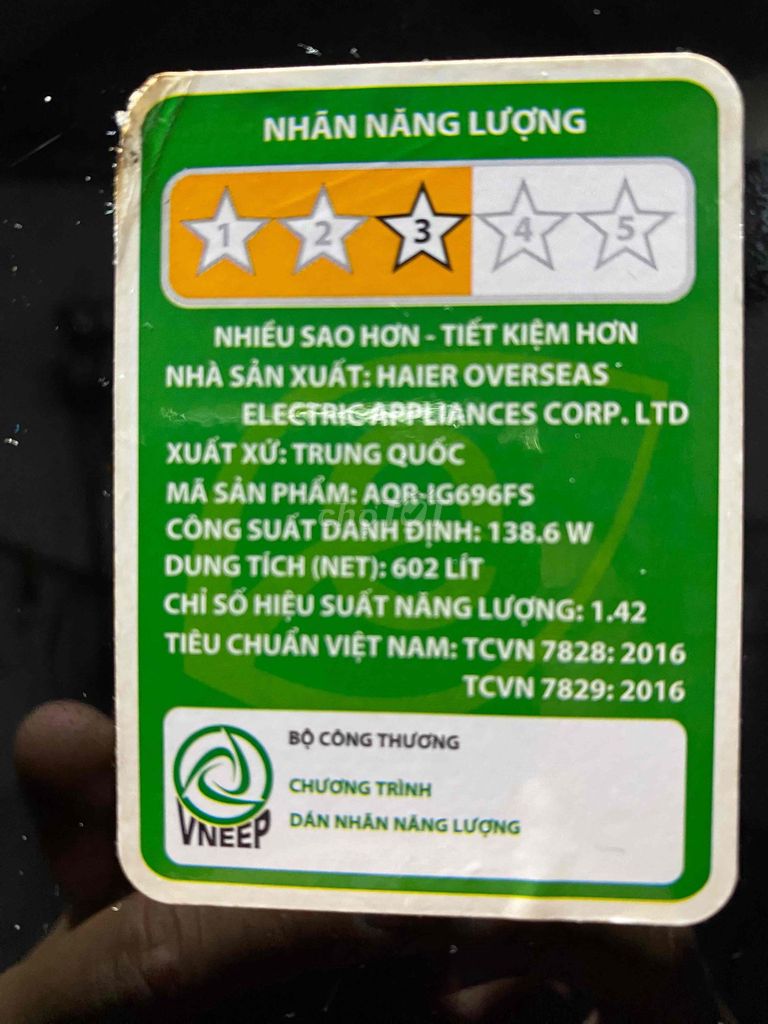 NHÃN NĂNG LƯỢNG
1 2 3 4 5
NHIỀU SAO HƠN - TIẾT KIỆM HƠN
NHÀ SẢN XUẤT: HAIER OVERSEAS
ELECTRIC APPLIANCES CORP. LTD
XUẤT XỨ: TRUNG QUỐC
MÃ SẢN PHẨM: AQR-IG696FS
chợTỐT
CÔNG SUẤT DANH ĐỊNH: 138.6 W
DUNG TÍCH (NET): 602 LÍT
CHỈ SỐ HIỆU SUẤT NĂNG LƯỢNG: 1.42
TIÊU CHUẨN VIỆT NAM: TCVN 7828: 2016
TCVN 7829: 2016
BỘ CÔNG THƯƠNG
CHƯƠNG TRÌNH
DÁN NHÃN NĂNG LƯỢNG
VNEEP